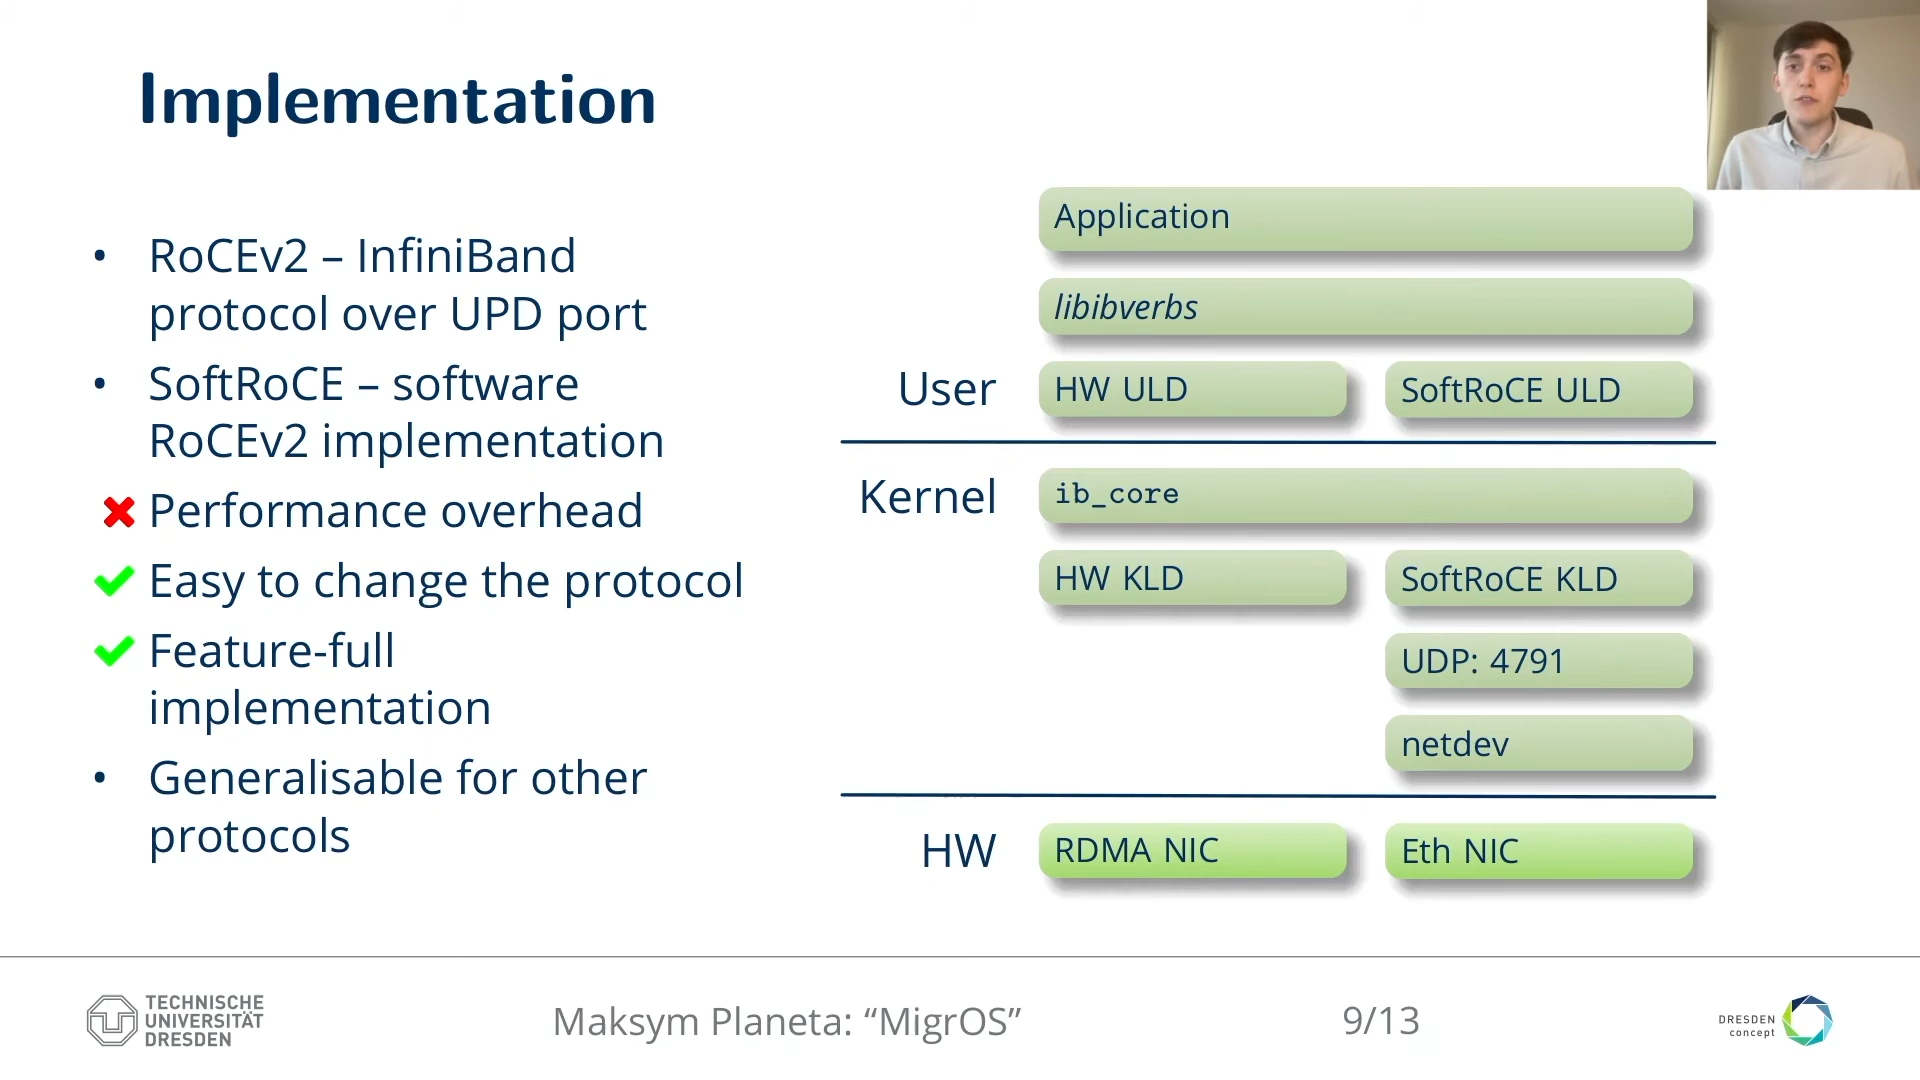 Implementation
• RoCEv2 – InfiniBand
protocol over UPD port
• SoftRoCE – software
RoCEv2 implementation
Performance overhead
Easy to change the protocol
Feature-full
implementation
• Generalisable for other
protocols
Application
libibverbs
User
HW ULD
SoftRoCE ULD
Kernel
ib_core
HW KLD
SoftRoCE KLD
UDP: 4791
netdev
HW
RDMA NIC
Eth NIC
TECHNISCHE
UNIVERSITÄT
DRESDEN
Maksym Planeta: “MigrOS”
9/13
DRESDEN
concept